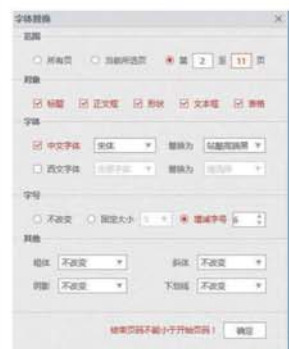 字体替换
范围
所有页 当前所选页 第 2 至 11 页
对象
标题 正文框 形状 文本框 表格
字体
中文字体 宋体 替换为 站酷高端黑
西文字体 替换为
字号
不改变 固定大小 增减字号 6
其他
粗体 不改变 斜体 不改变
阴影 不改变 下划线 不改变
结束页码不能小于开始页码！ 确定